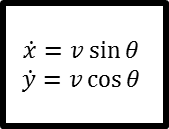 ẋ = v sin θ
ẏ = v cos θ